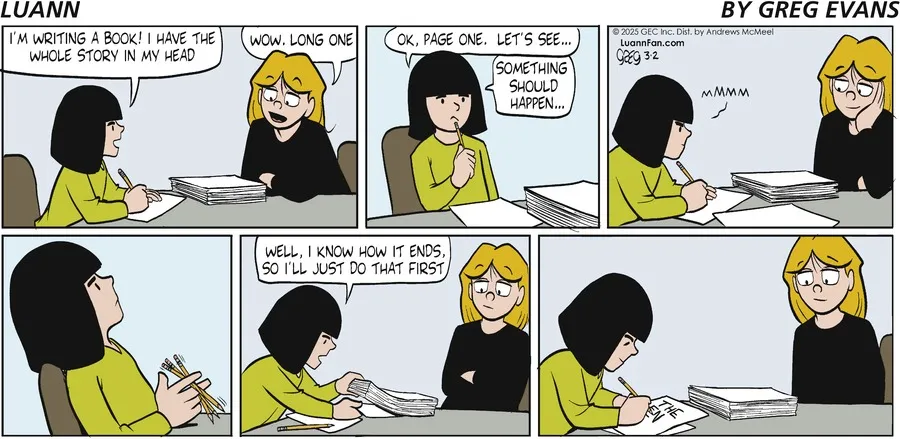 LUANN
BY GREG EVANS
I'M WRITING A BOOK! I HAVE THE
WHOLE STORY IN MY HEAD
WOW. LONG ONE
OK, PAGE ONE. LET'S SEE...
SOMETHING
SHOULD
HAPPEN...
© 2025 GEC Inc. Dist. by Andrews McMeel
LuannFan.com
GREG 3·2
MMMM
WELL, I KNOW HOW IT ENDS,
SO I'LL JUST DO THAT FIRST
THE
EN